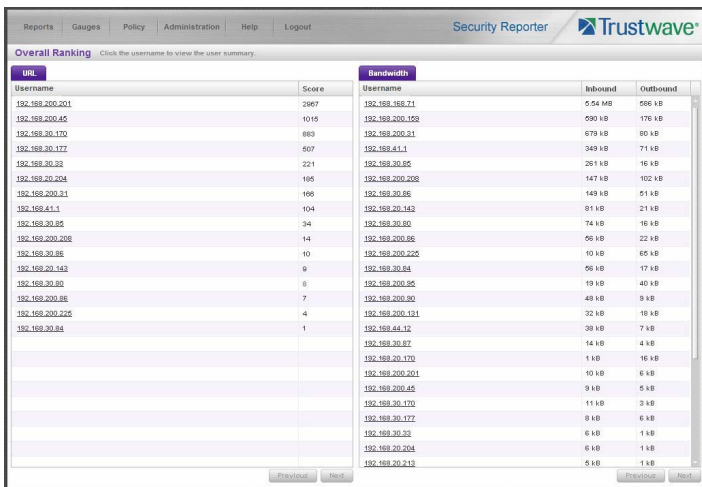 Reports Gauges Policy Administration Help Logout Security Reporter Trustwave®
Overall Ranking Click the username to view the user summary.
URL
Username Score
192.168.200.201 2967
192.168.200.45 1015
192.168.30.170 883
192.168.30.177 507
192.168.30.33 221
192.168.20.204 185
192.168.200.31 166
192.168.41.1 104
192.168.30.85 34
192.168.200.208 14
192.168.30.86 10
192.168.20.143 9
192.168.30.80 8
192.168.200.86 7
192.168.200.225 4
192.168.30.84 1
Previous Next
Bandwidth
Username Inbound Outbound
192.168.168.71 5.54 MB 586 kB
192.168.200.159 590 kB 176 kB
192.168.200.31 679 kB 80 kB
192.168.41.1 349 kB 71 kB
192.168.30.85 261 kB 16 kB
192.168.200.208 147 kB 102 kB
192.168.30.86 149 kB 51 kB
192.168.20.143 81 kB 21 kB
192.168.30.80 74 kB 16 kB
192.168.200.86 56 kB 22 kB
192.168.200.225 10 kB 65 kB
192.168.30.84 56 kB 17 kB
192.168.200.95 19 kB 40 kB
192.168.200.90 48 kB 9 kB
192.168.200.131 32 kB 18 kB
192.168.44.12 38 kB 7 kB
192.168.30.87 14 kB 4 kB
192.168.20.170 1 kB 16 kB
192.168.200.201 10 kB 6 kB
192.168.200.45 9 kB 5 kB
192.168.30.170 11 kB 3 kB
192.168.30.177 8 kB 6 kB
192.168.30.33 6 kB 1 kB
192.168.20.204 6 kB 1 kB
192.168.20.213 5 kB 1 kB
Previous Next